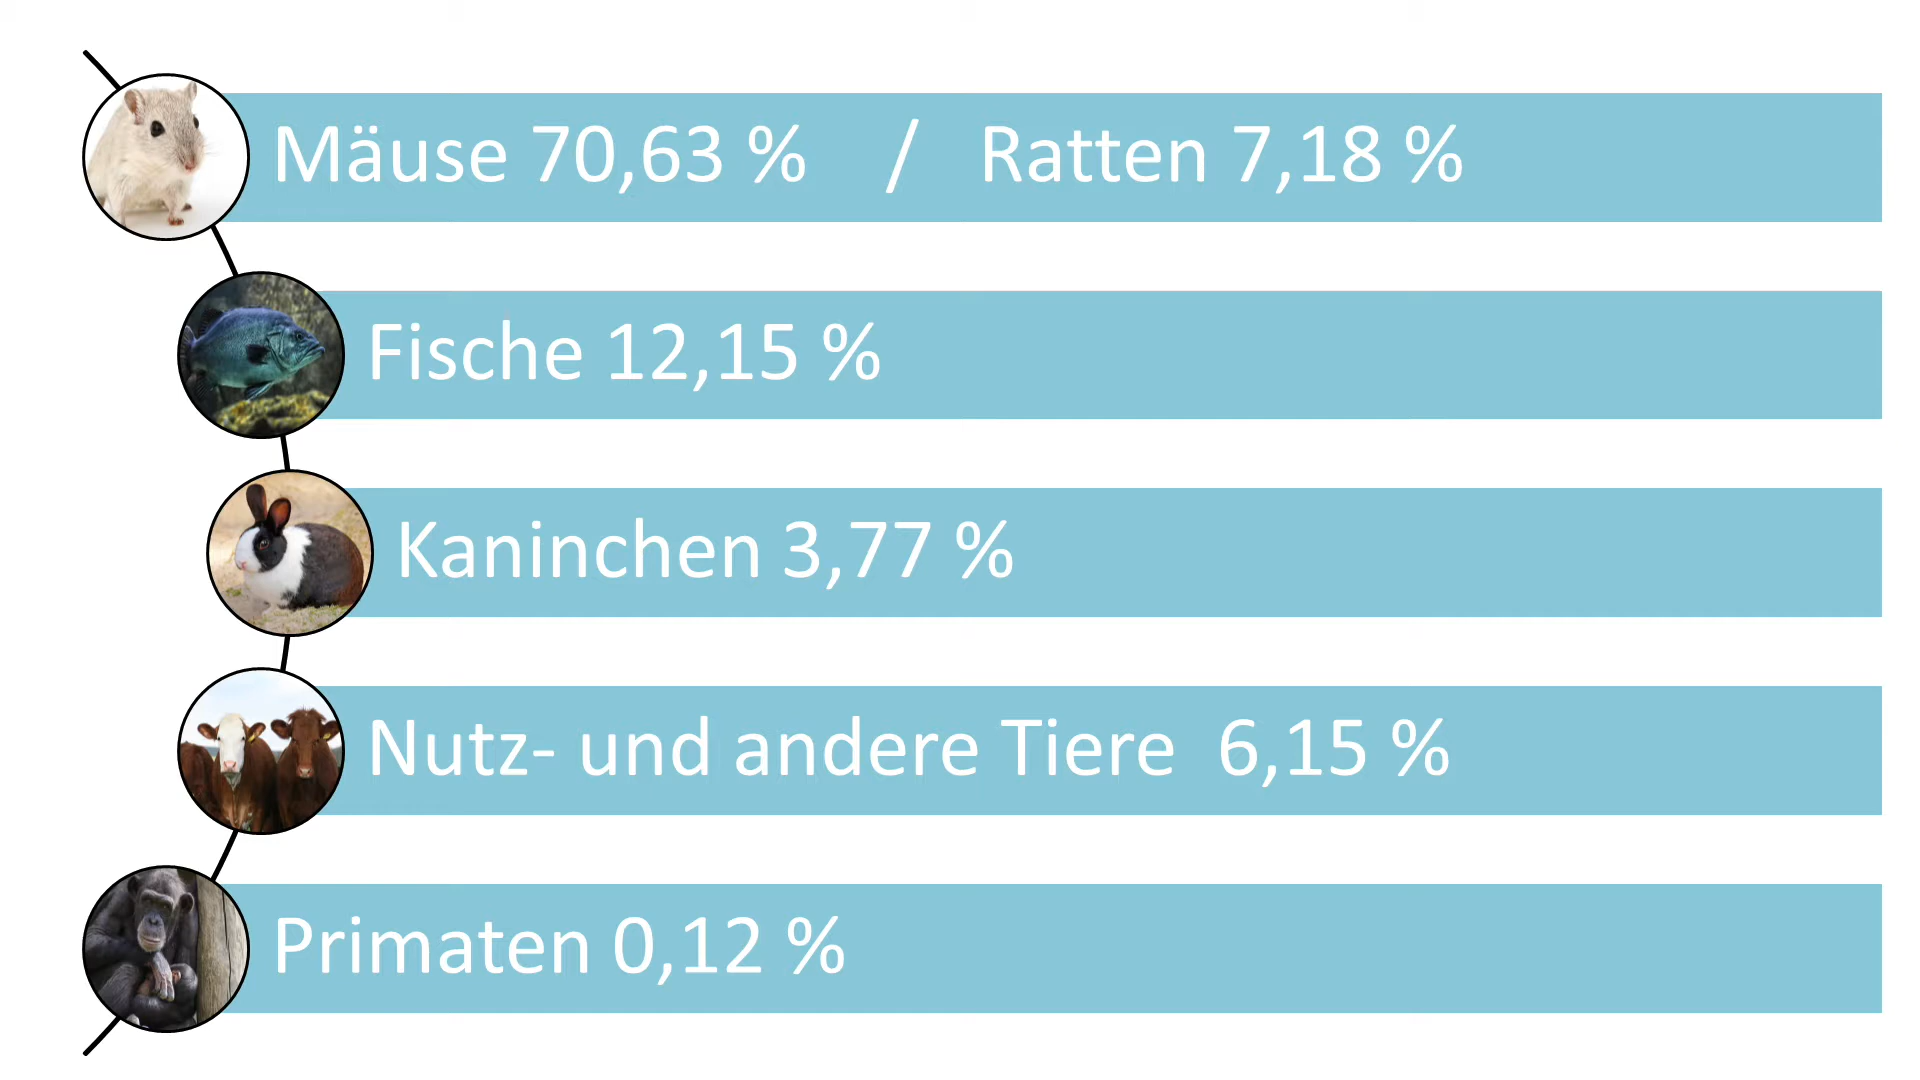 Mäuse 70,63 % / Ratten 7,18 %
Fische 12,15 %
Kaninchen 3,77 %
Nutz- und andere Tiere 6,15 %
Primaten 0,12 %